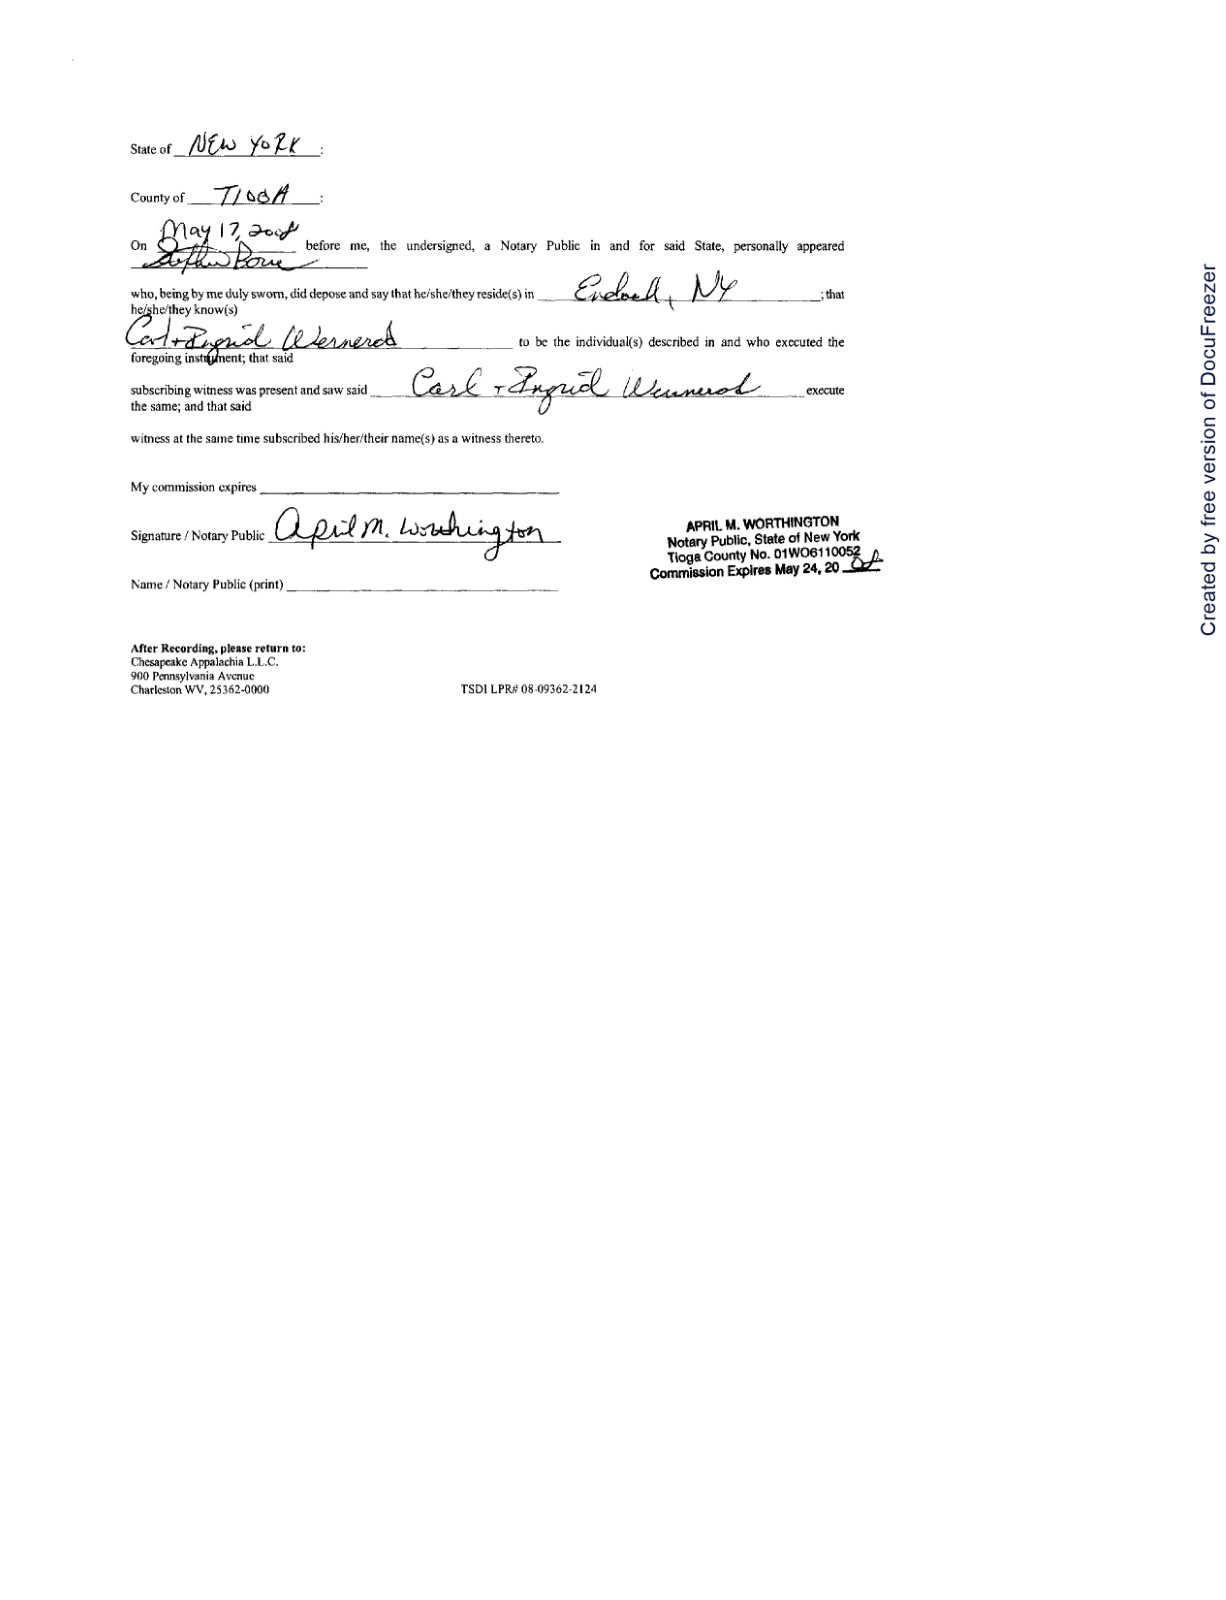 State of NEW YORK :
County of TIOGA :
May 17, 2008
On before me, the undersigned, a Notary Public in and for said State, personally appeared
who, being by me duly sworn, did depose and say that he/she/they reside(s) in Endwell, NY ; that
he/she/they know(s)
Carl + Ingrid Wennerod to be the individual(s) described in and who executed the
foregoing instrument; that said
subscribing witness was present and saw said Carl + Ingrid Wennerod execute
the same; and that said
witness at the same time subscribed his/her/their name(s) as a witness thereto.
My commission expires
Signature / Notary Public April M. Worthington
Name / Notary Public (print)
APRIL M. WORTHINGTON
Notary Public, State of New York
Tioga County No. 01WO6110052
Commission Expires May 24, 20 08
After Recording, please return to:
Chesapeake Appalachia L.L.C.
900 Pennsylvania Avenue
Charleston WV, 25362-0000
TSDI LPR# 08-09362-2124
Created by free version of DocuFreezer